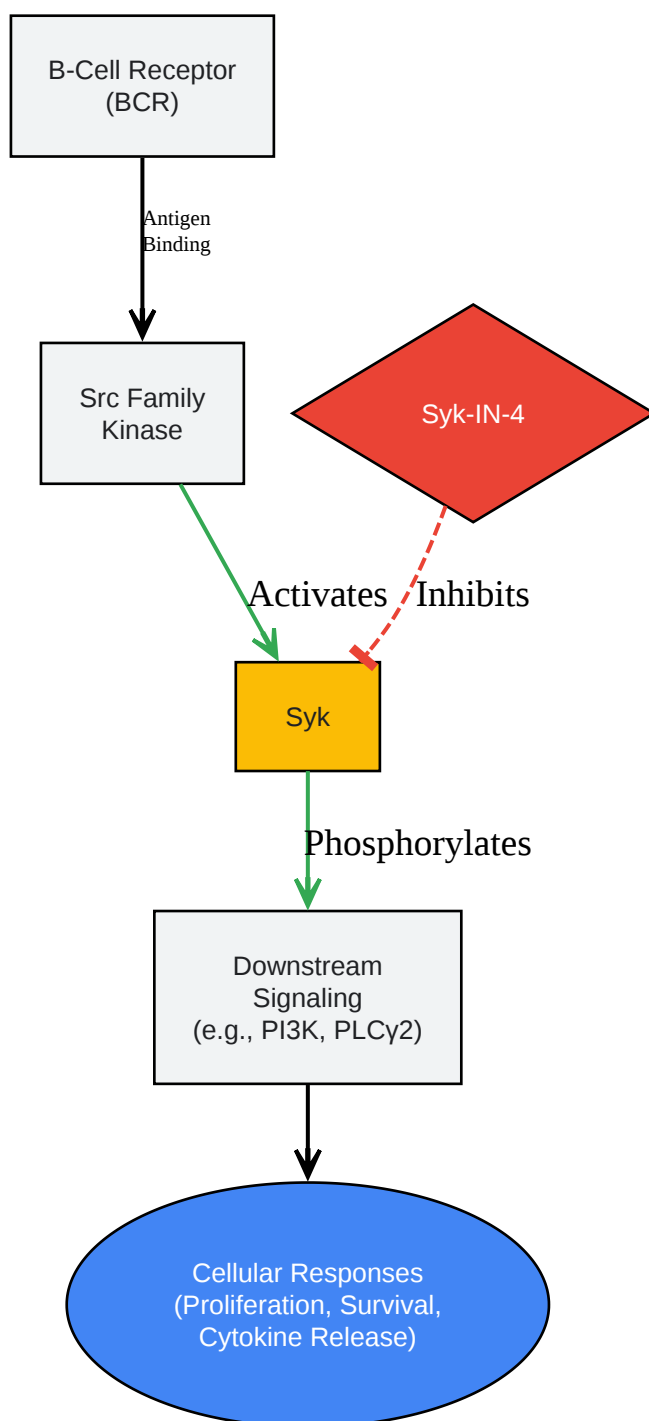 B-Cell Receptor
(BCR)
Antigen
Binding
Src Family
Kinase
Syk-IN-4
Activates
Inhibits
Syk
Phosphorylates
Downstream
Signaling
(e.g., PI3K, PLCγ2)
Cellular Responses
(Proliferation, Survival,
Cytokine Release)